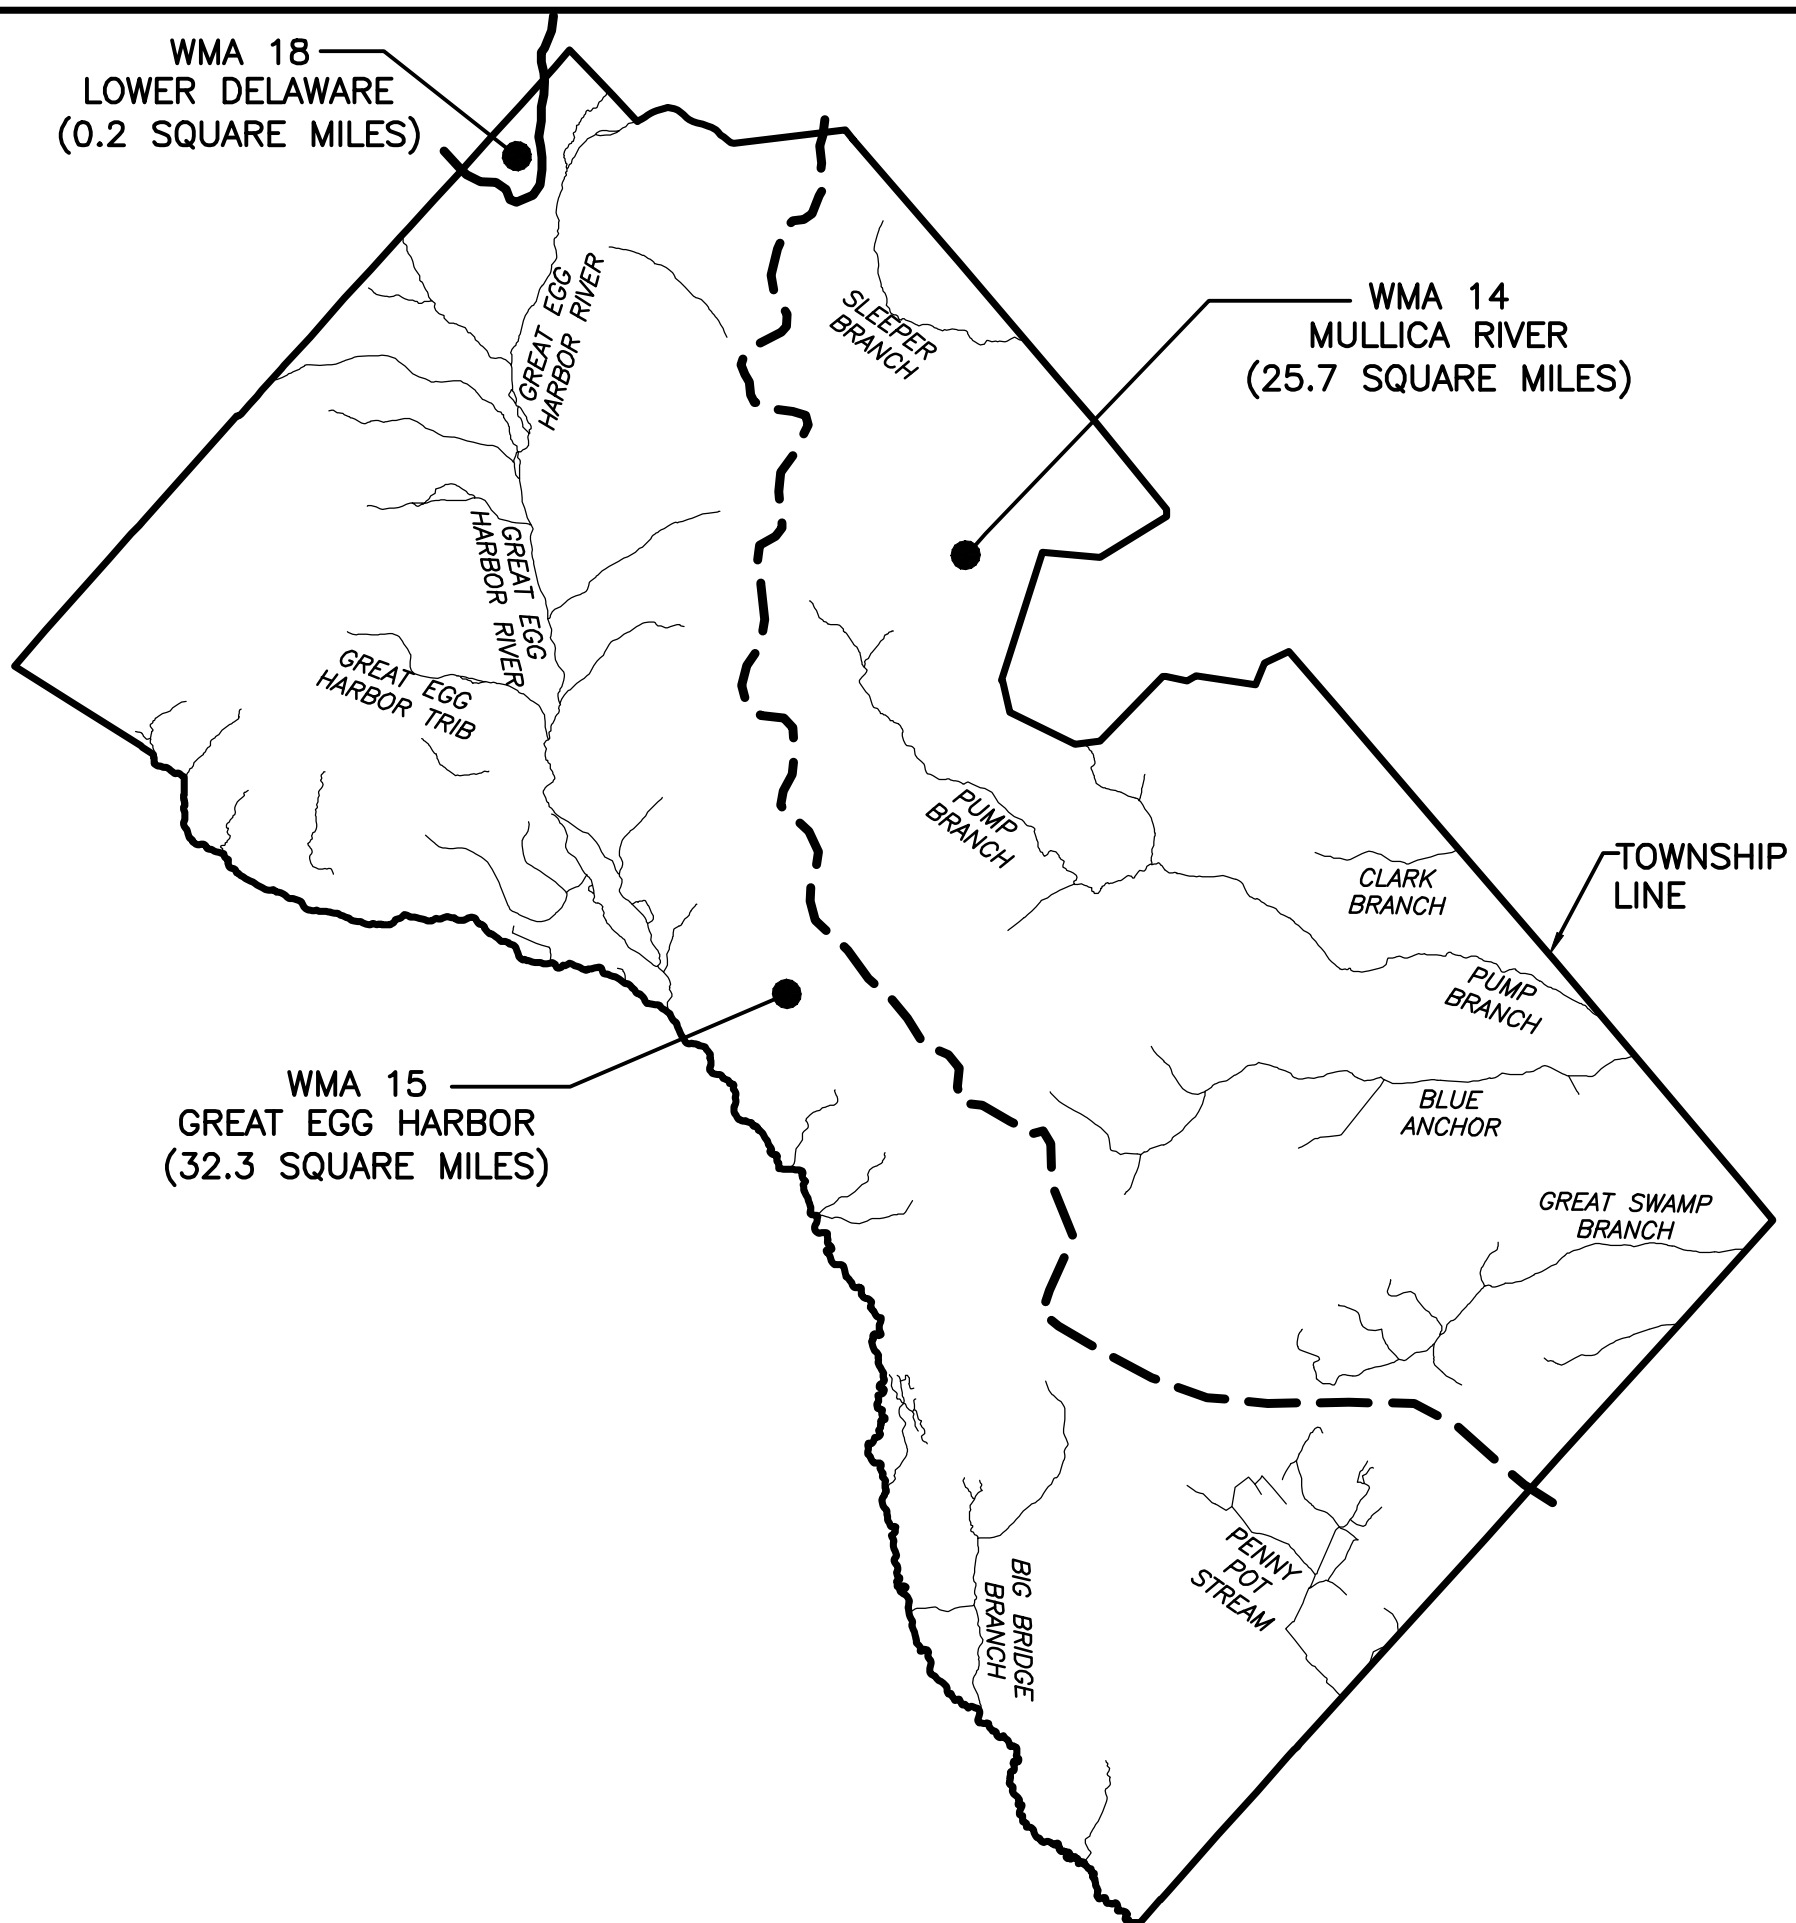 WMA 18
LOWER DELAWARE
(0.2 SQUARE MILES)
WMA 14
MULLICA RIVER
(25.7 SQUARE MILES)
GREAT EGG
HARBOR RIVER
SLEEPER
BRANCH
GREAT EGG
HARBOR RIVER
GREAT EGG
HARBOR TRIB
PUMP
BRANCH
TOWNSHIP
LINE
CLARK
BRANCH
PUMP
BRANCH
WMA 15
GREAT EGG HARBOR
(32.3 SQUARE MILES)
BLUE
ANCHOR
GREAT SWAMP
BRANCH
PENNY
POT
STREAM
BIG BRIDGE
BRANCH